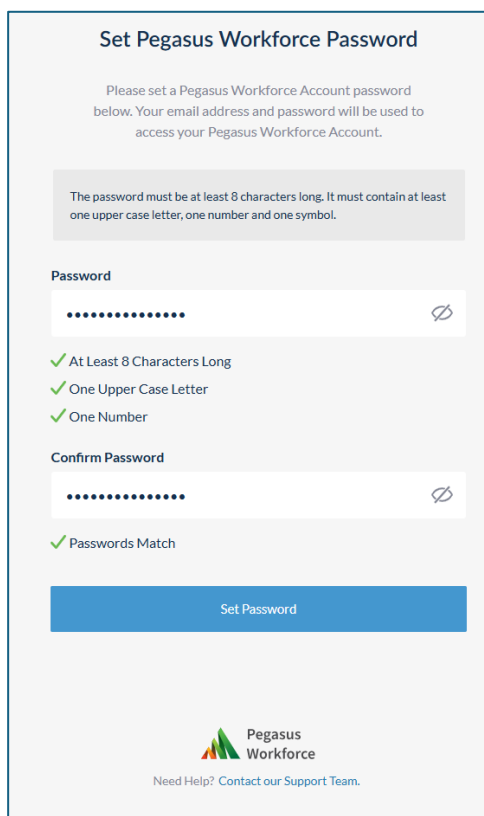 Set Pegasus Workforce Password
Please set a Pegasus Workforce Account password
below. Your email address and password will be used to
access your Pegasus Workforce Account.
The password must be at least 8 characters long. It must contain at least
one upper case letter, one number and one symbol.
Password
•••••••••••••••
At Least 8 Characters Long
One Upper Case Letter
One Number
Confirm Password
•••••••••••••••
Passwords Match
Set Password
Pegasus
Workforce
Need Help? Contact our Support Team.